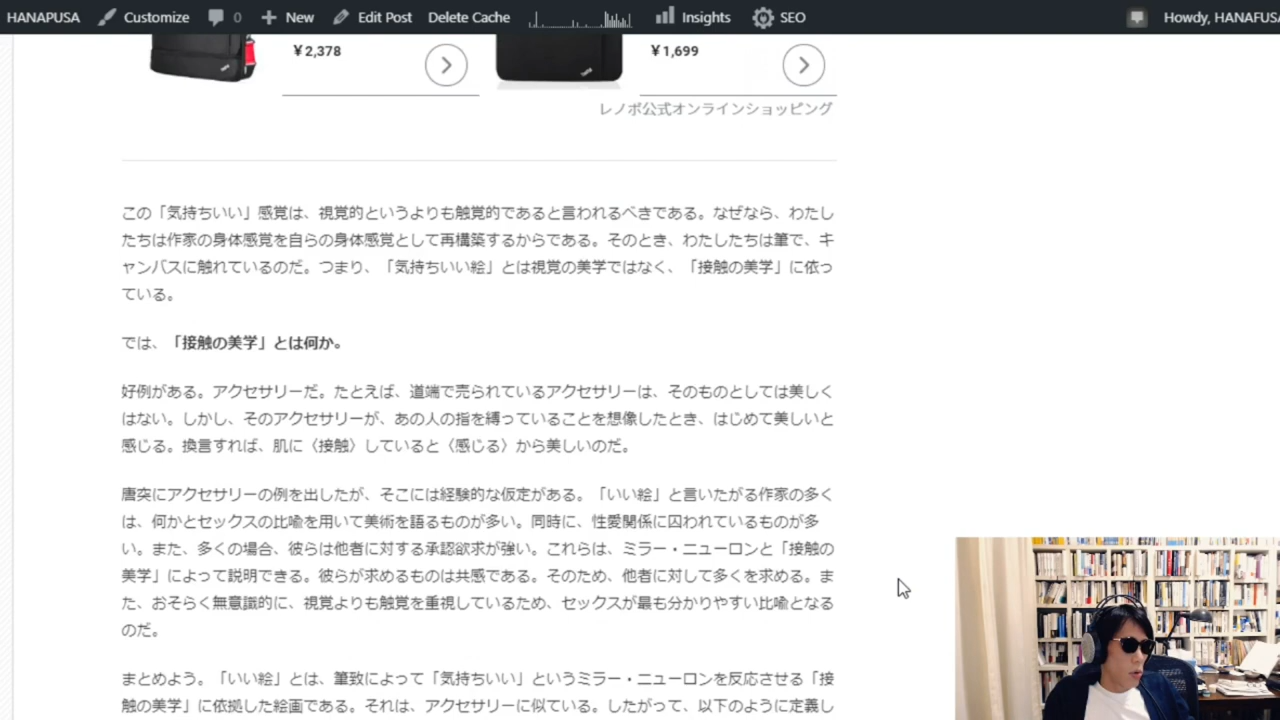 HANAPUSA Customize 0 New Edit Post Delete Cache Insights SEO Howdy, HANAFUSA
¥2,378
¥1,699
レノボ公式オンラインショッピング
この「気持ちいい」感覚は、視覚的というよりも触覚的であると言われるべきである。なぜなら、わたし
たちは作家の身体感覚を自らの身体感覚として再構築するからである。そのとき、わたしたちは筆で、キ
ャンバスに触れているのだ。つまり、「気持ちいい絵」とは視覚の美学ではなく、「接触の美学」に依っ
ている。
では、「接触の美学」とは何か。
好例がある。アクセサリーだ。たとえば、道端で売られているアクセサリーは、そのものとしては美しく
はない。しかし、そのアクセサリーが、あの人の指を縛っていることを想像したとき、はじめて美しいと
感じる。換言すれば、肌に〈接触〉していると〈感じる〉から美しいのだ。
唐突にアクセサリーの例を出したが、そこには経験的な仮定がある。「いい絵」と言いたがる作家の多く
は、何かとセックスの比喩を用いて美術を語るものが多い。同時に、性愛関係に囚われているものが多
い。また、多くの場合、彼らは他者に対する承認欲求が強い。これらは、ミラー・ニューロンと「接触の
美学」によって説明できる。彼らが求めるものは共感である。そのため、他者に対して多くを求める。ま
た、おそらく無意識的に、視覚よりも触覚を重視しているため、セックスが最も分かりやすい比喩となる
のだ。
まとめよう。「いい絵」とは、筆致によって「気持ちいい」というミラー・ニューロンを反応させる「接
触の美学」に依拠した絵画である。それは、アクセサリーに似ている。したがって、以下のように定義し